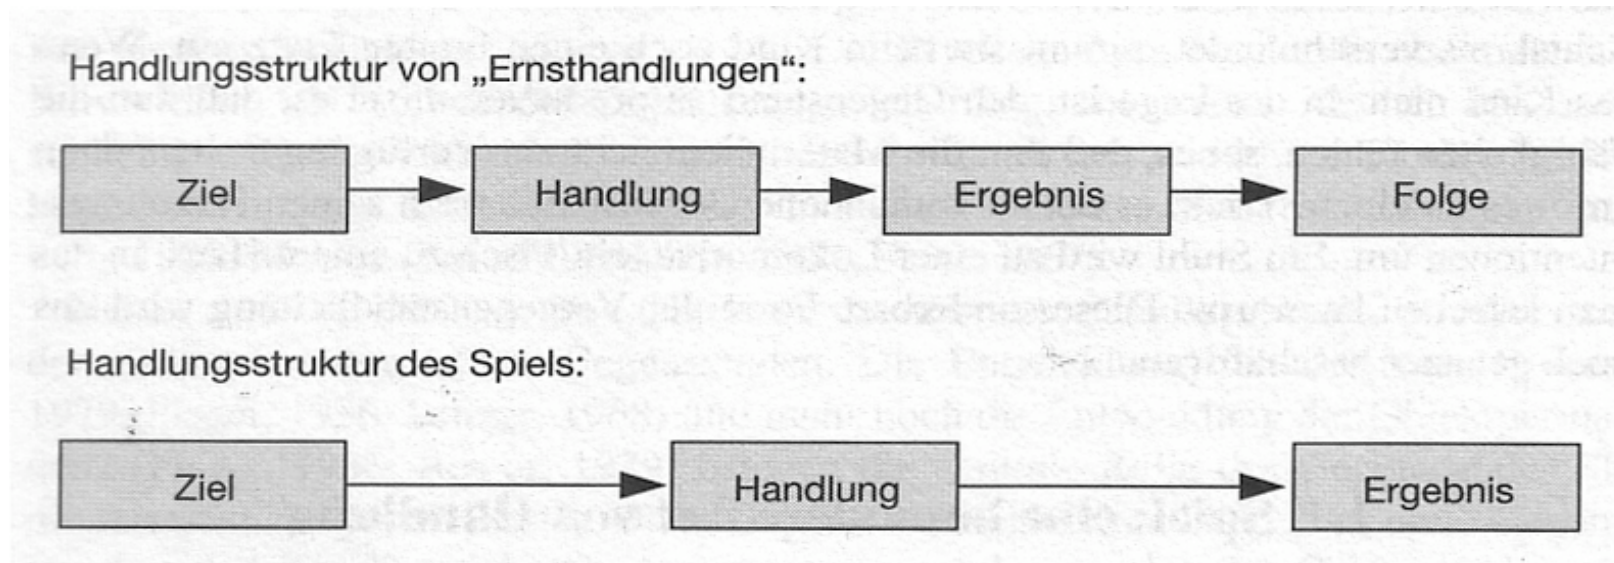 Handlungsstruktur von „Ernsthandlungen“:
Ziel Handlung Ergebnis Folge
Handlungsstruktur des Spiels:
Ziel Handlung Ergebnis